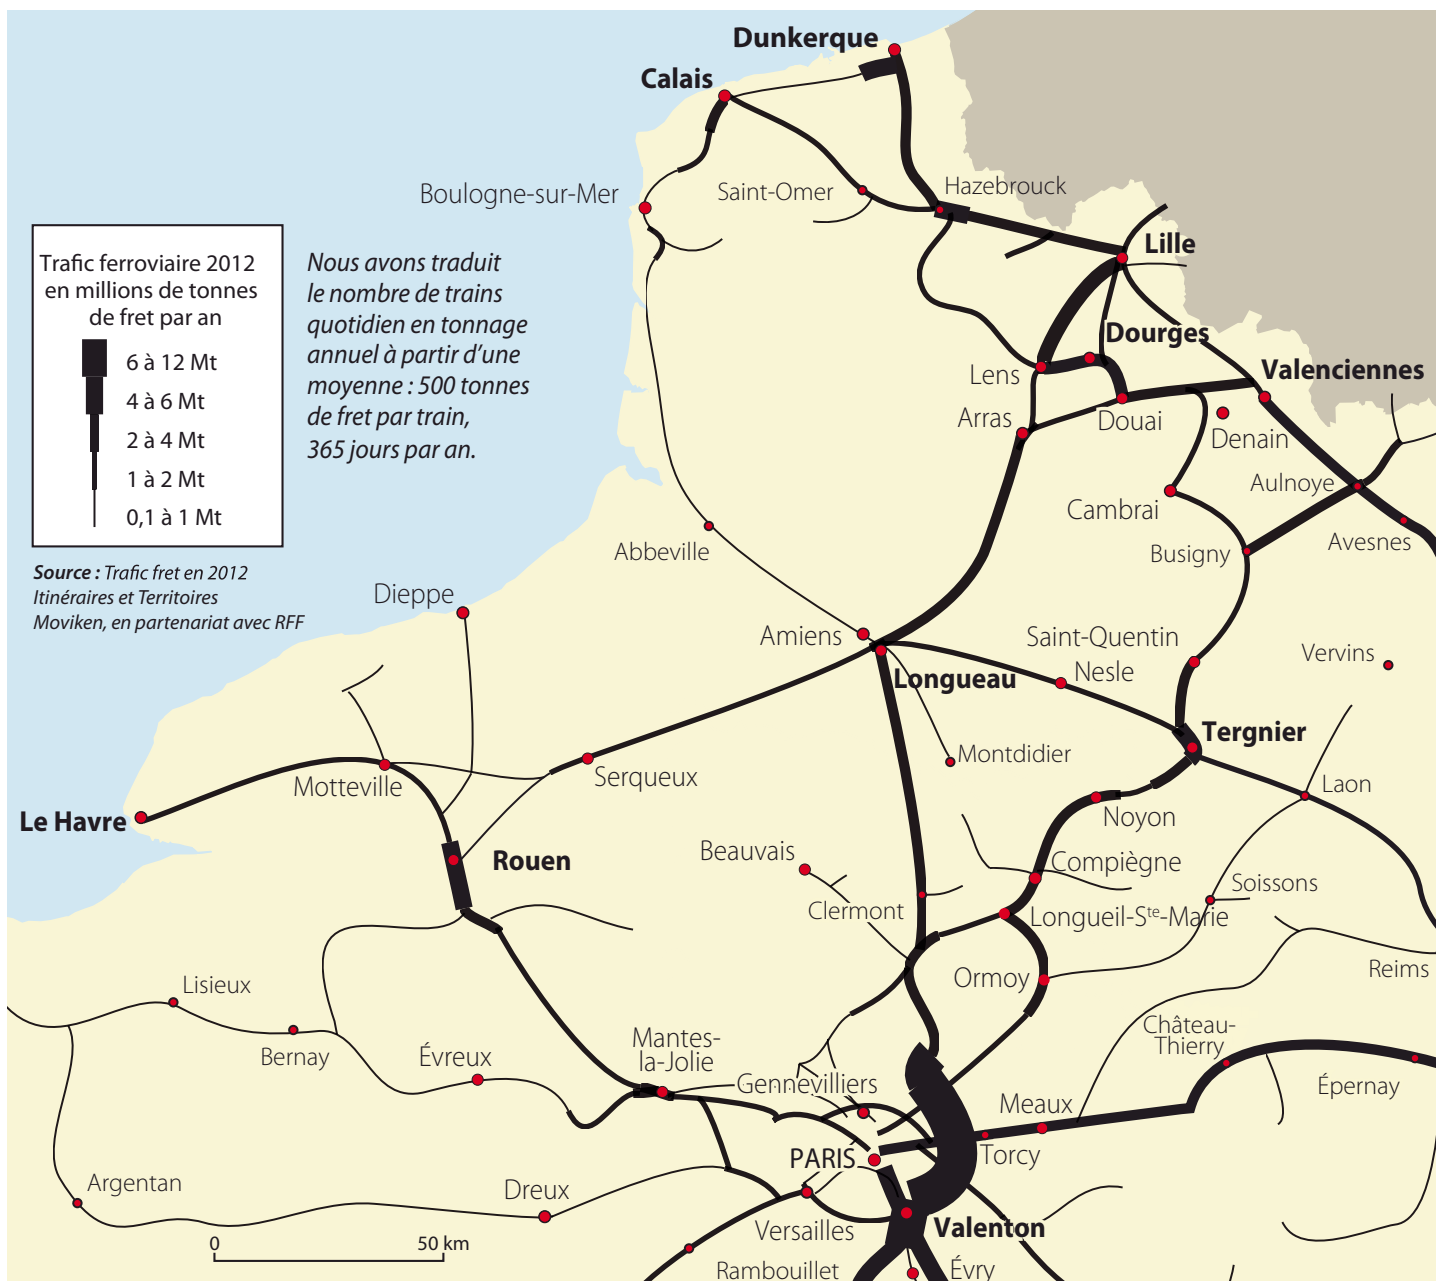 Dunkerque
Calais
Boulogne-sur-Mer
Saint-Omer
Hazebrouck
Lille
Trafic ferroviaire 2012
en millions de tonnes
de fret par an
6 à 12 Mt
4 à 6 Mt
2 à 4 Mt
1 à 2 Mt
0,1 à 1 Mt
Nous avons traduit
le nombre de trains
quotidien en tonnage
annuel à partir d’une
moyenne : 500 tonnes
de fret par train,
365 jours par an.
Source : Trafic fret en 2012
Itinéraires et Territoires
Moviken, en partenariat avec RFF
Dourges
Lens
Valenciennes
Arras
Douai
Denain
Aulnoye
Cambrai
Avesnes
Busigny
Abbeville
Dieppe
Amiens
Saint-Quentin
Nesle
Vervins
Longueau
Tergnier
Montdidier
Serqueux
Motteville
Laon
Noyon
Le Havre
Rouen
Beauvais
Compiègne
Soissons
Clermont
Longueil-Ste-Marie
Reims
Ormoy
Lisieux
Bernay
Évreux
Mantes-
la-Jolie
Gennevilliers
Château-
Thierry
Épernay
Meaux
PARIS
Torcy
Argentan
Dreux
Versailles
Valenton
Rambouillet
Évry
0
50 km